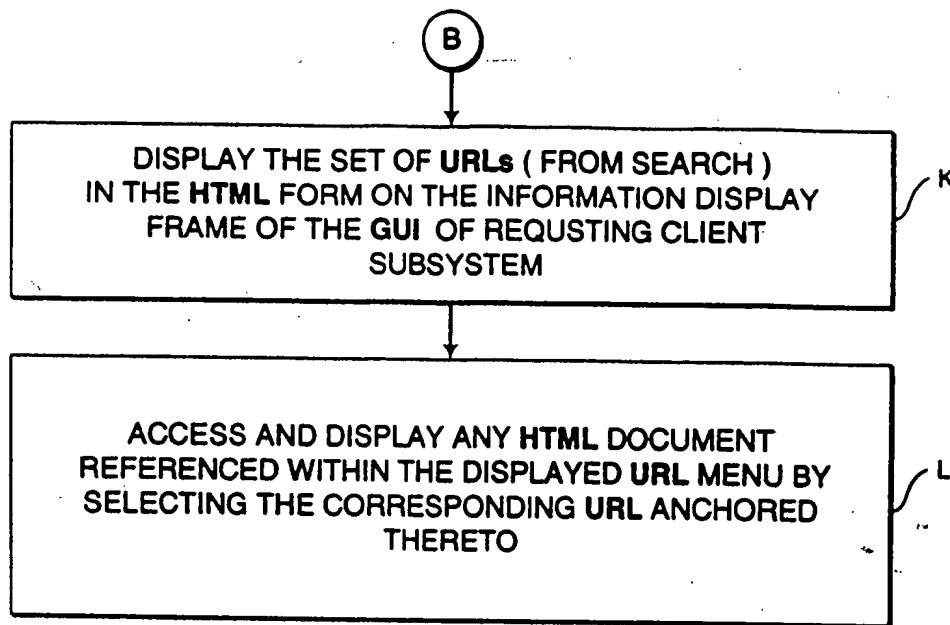 B
DISPLAY THE SET OF URLs ( FROM SEARCH )
IN THE HTML FORM ON THE INFORMATION DISPLAY
FRAME OF THE GUI OF REQUSTING CLIENT
SUBSYSTEM
K
ACCESS AND DISPLAY ANY HTML DOCUMENT
REFERENCED WITHIN THE DISPLAYED URL MENU BY
SELECTING THE CORRESPONDING URL ANCHORED
THERETO
L